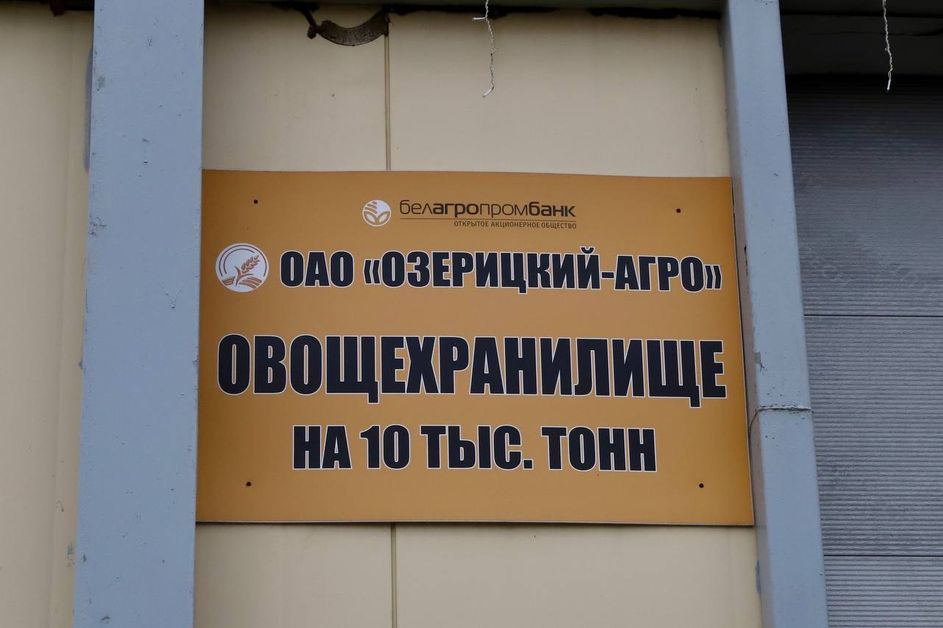 белагропромбанк
ОТКРЫТОЕ АКЦИОНЕРНОЕ ОБЩЕСТВО
ОАО «ОЗЕРИЦКИЙ-АГРО»
ОВОЩЕХРАНИЛИЩЕ
НА 10 ТЫС. ТОНН